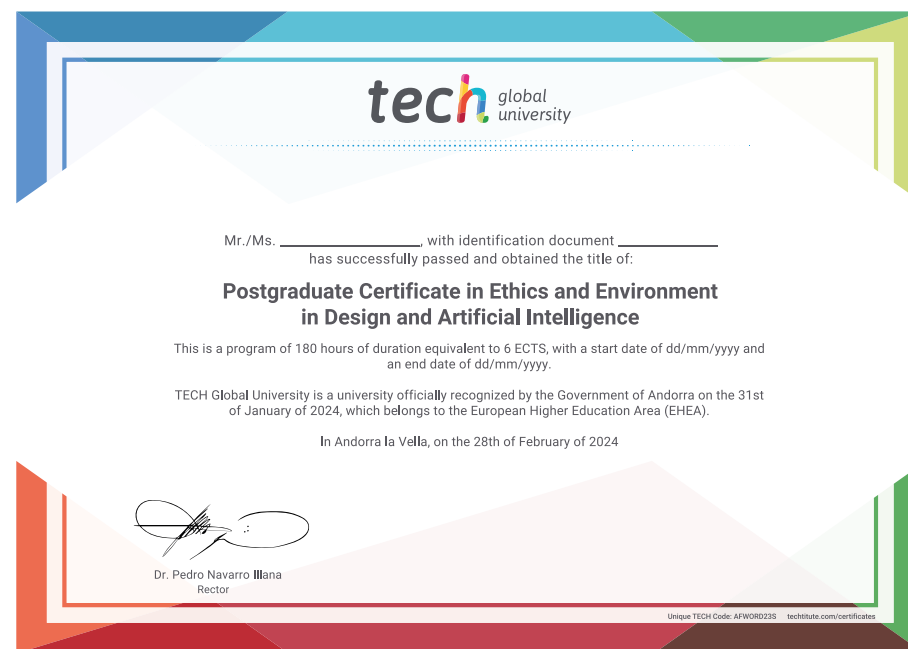 tech global university
Mr./Ms. ____________, with identification document ____________
has successfully passed and obtained the title of:
Postgraduate Certificate in Ethics and Environment
in Design and Artificial Intelligence
This is a program of 180 hours of duration equivalent to 6 ECTS, with a start date of dd/mm/yyyy and
an end date of dd/mm/yyyy.
TECH Global University is a university officially recognized by the Government of Andorra on the 31st
of January of 2024, which belongs to the European Higher Education Area (EHEA).
In Andorra la Vella, on the 28th of February of 2024
Dr. Pedro Navarro Illana
Rector
Unique TECH Code: AFWORD23S techtitute.com/certificates